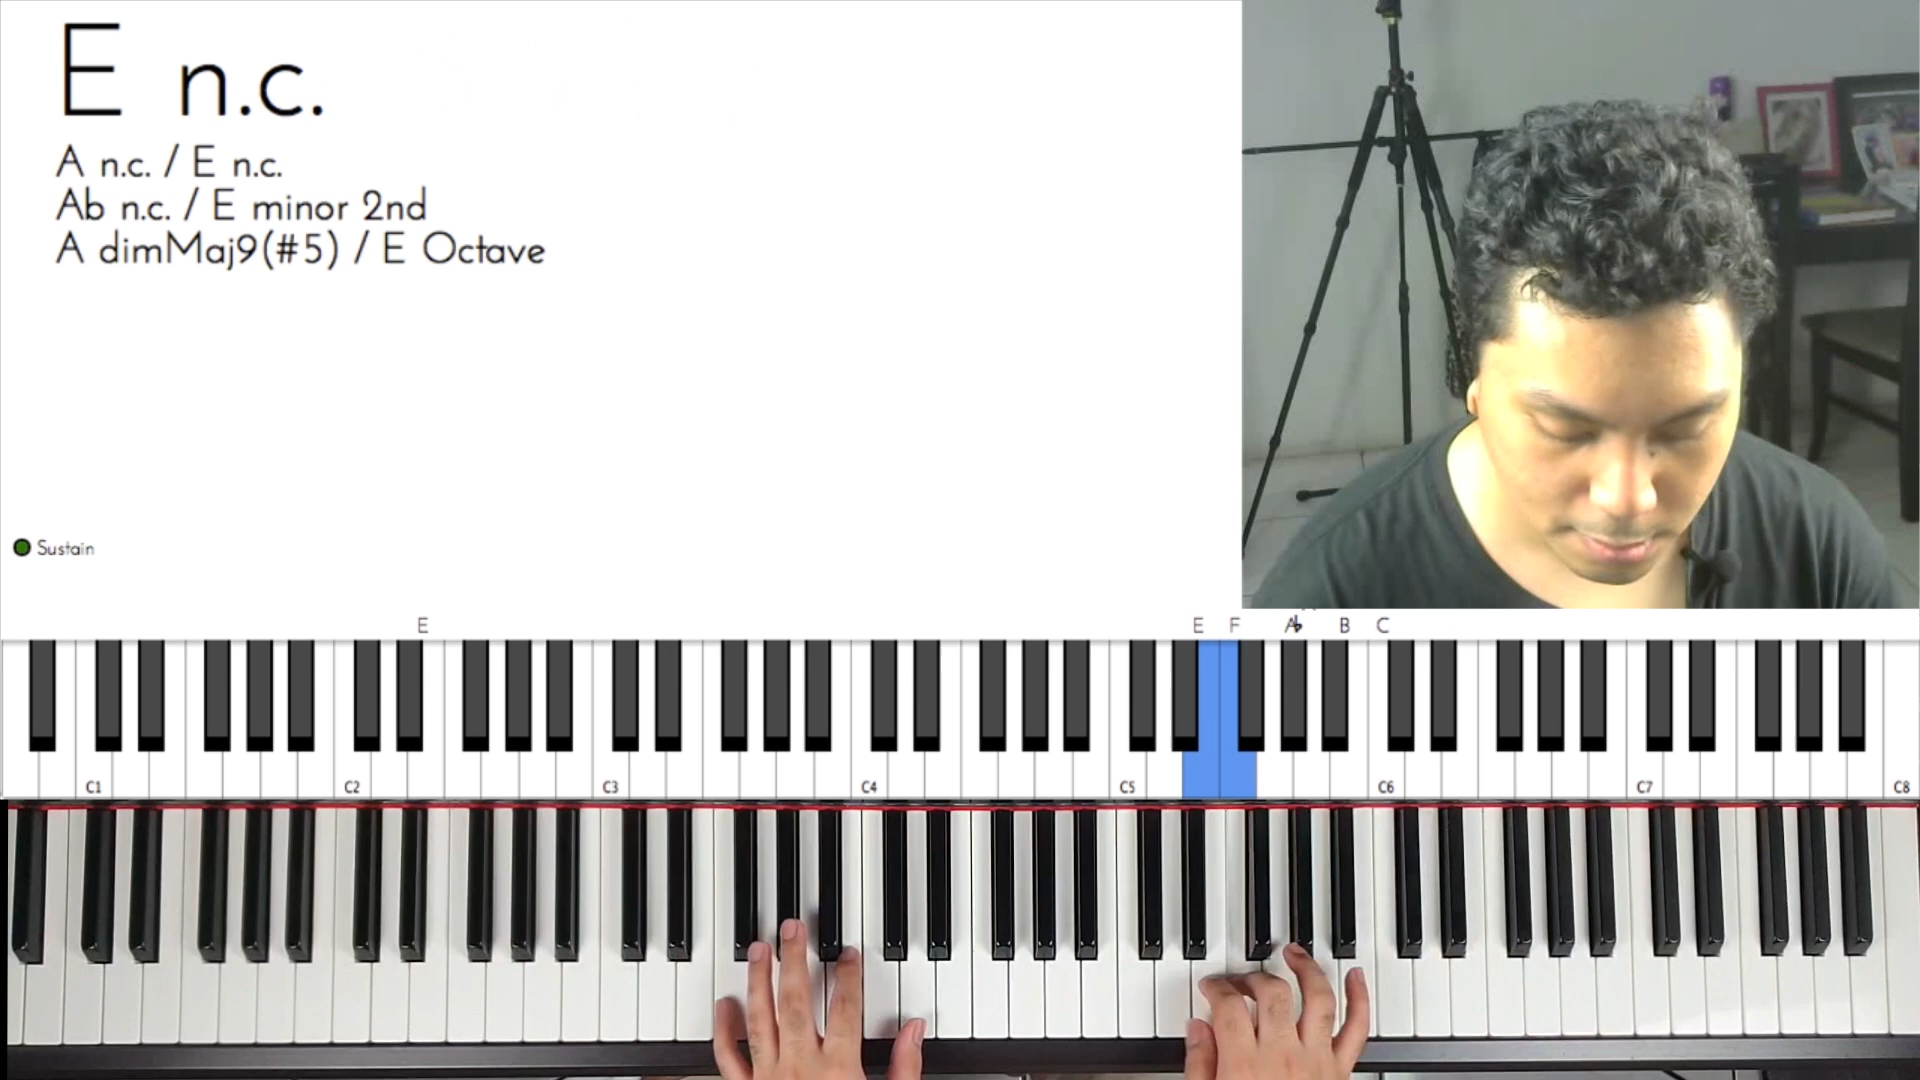 E n.c.
A n.c. / E n.c.
Ab n.c. / E minor 2nd
A dimMaj9(#5) / E Octave
Sustain
E E F Ab B C
C1 C2 C3 C4 C5 C6 C7 C8